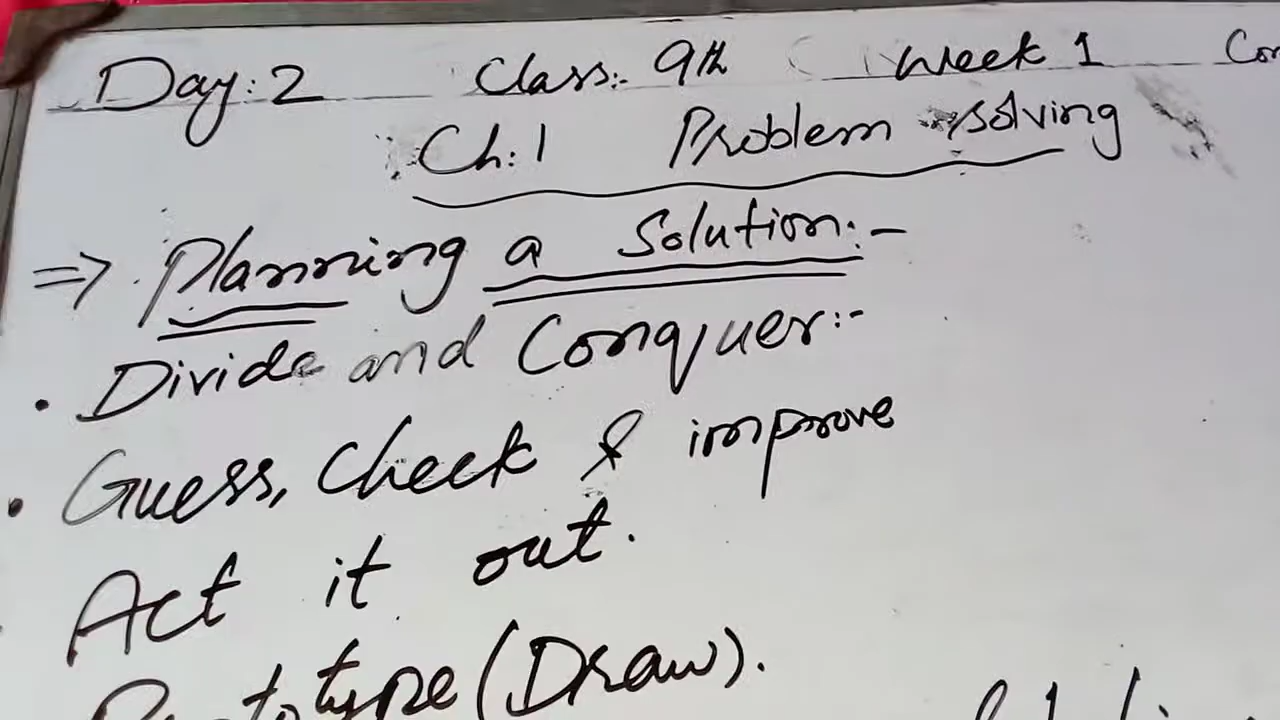 Day: 2 Class:- 9th Week 1
Ch: 1 Problem solving
=> Planning a Solution:-
• Divide and Conquer:-
• Guess, Check & improve
Act it out.
Prototype (Draw).